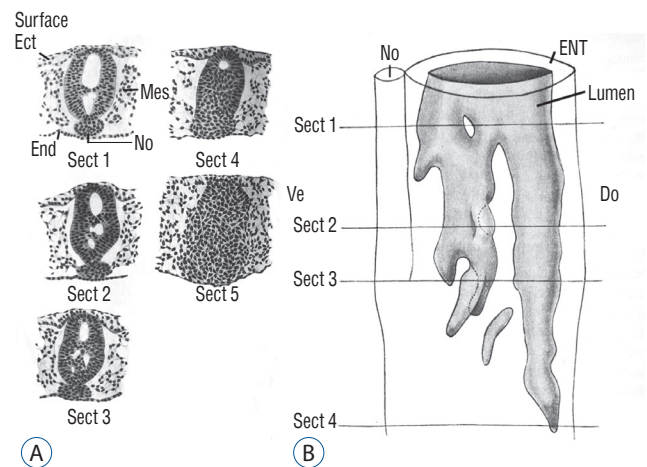 Surface
Ect
Mes
End
No
Sect 1
Sect 4
Sect 2
Sect 5
Sect 3
A
No
ENT
Lumen
Sect 1
Ve
Do
Sect 2
Sect 3
Sect 4
B